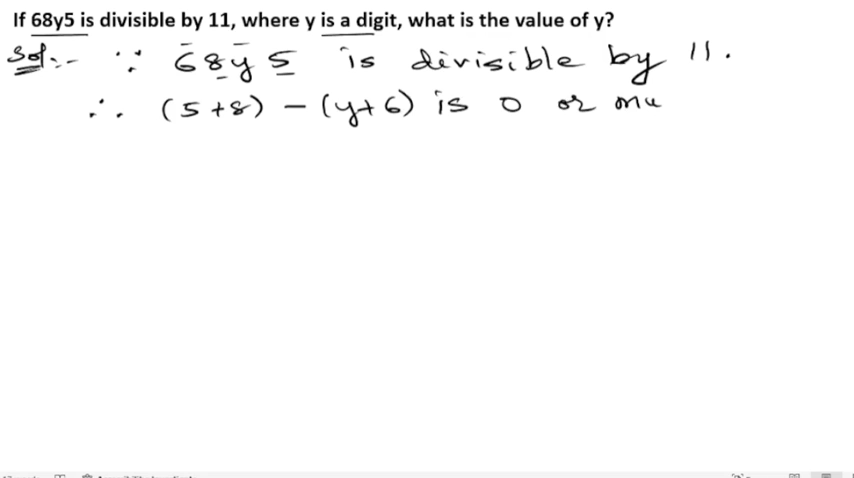 If 68y5 is divisible by 11, where y is a digit, what is the value of y?
Sol:- ∵ 68y5 is divisible by 11.
∴ (5+8) – (y+6) is 0 or mu